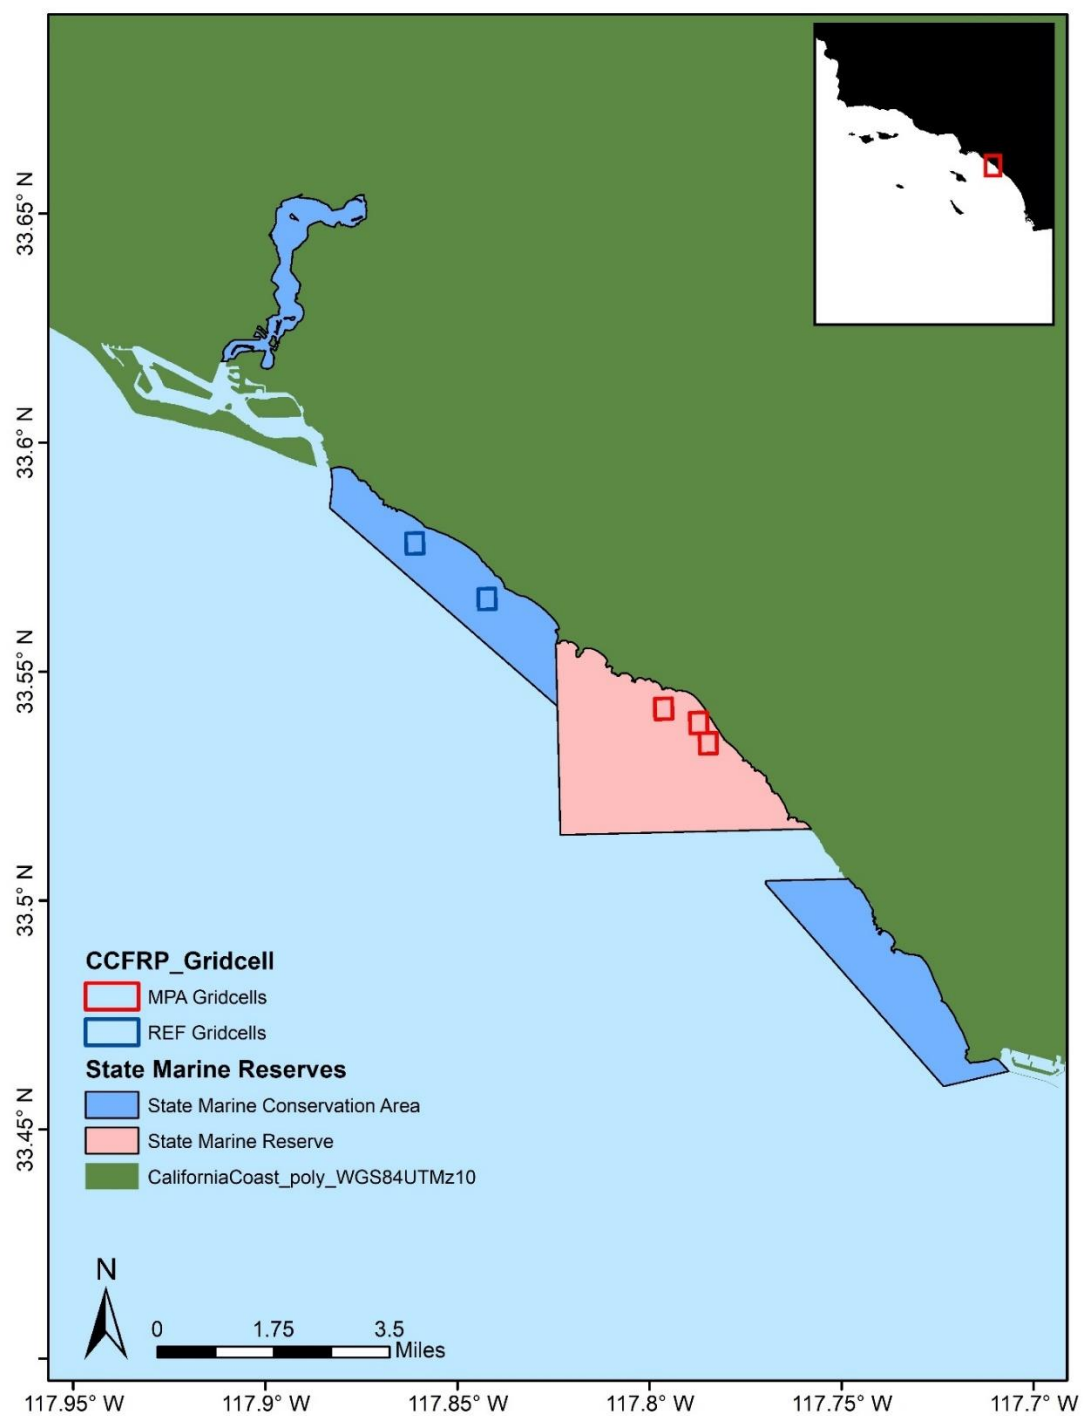 33.65° N
33.6° N
33.55° N
33.5° N
33.45° N
CCFRP_Gridcell
MPA Gridcells
REF Gridcells
State Marine Reserves
State Marine Conservation Area
State Marine Reserve
CaliforniaCoast_poly_WGS84UTMz10
N
0 1.75 3.5
Miles
117.95° W 117.9° W 117.85° W 117.8° W 117.75° W 117.7° W